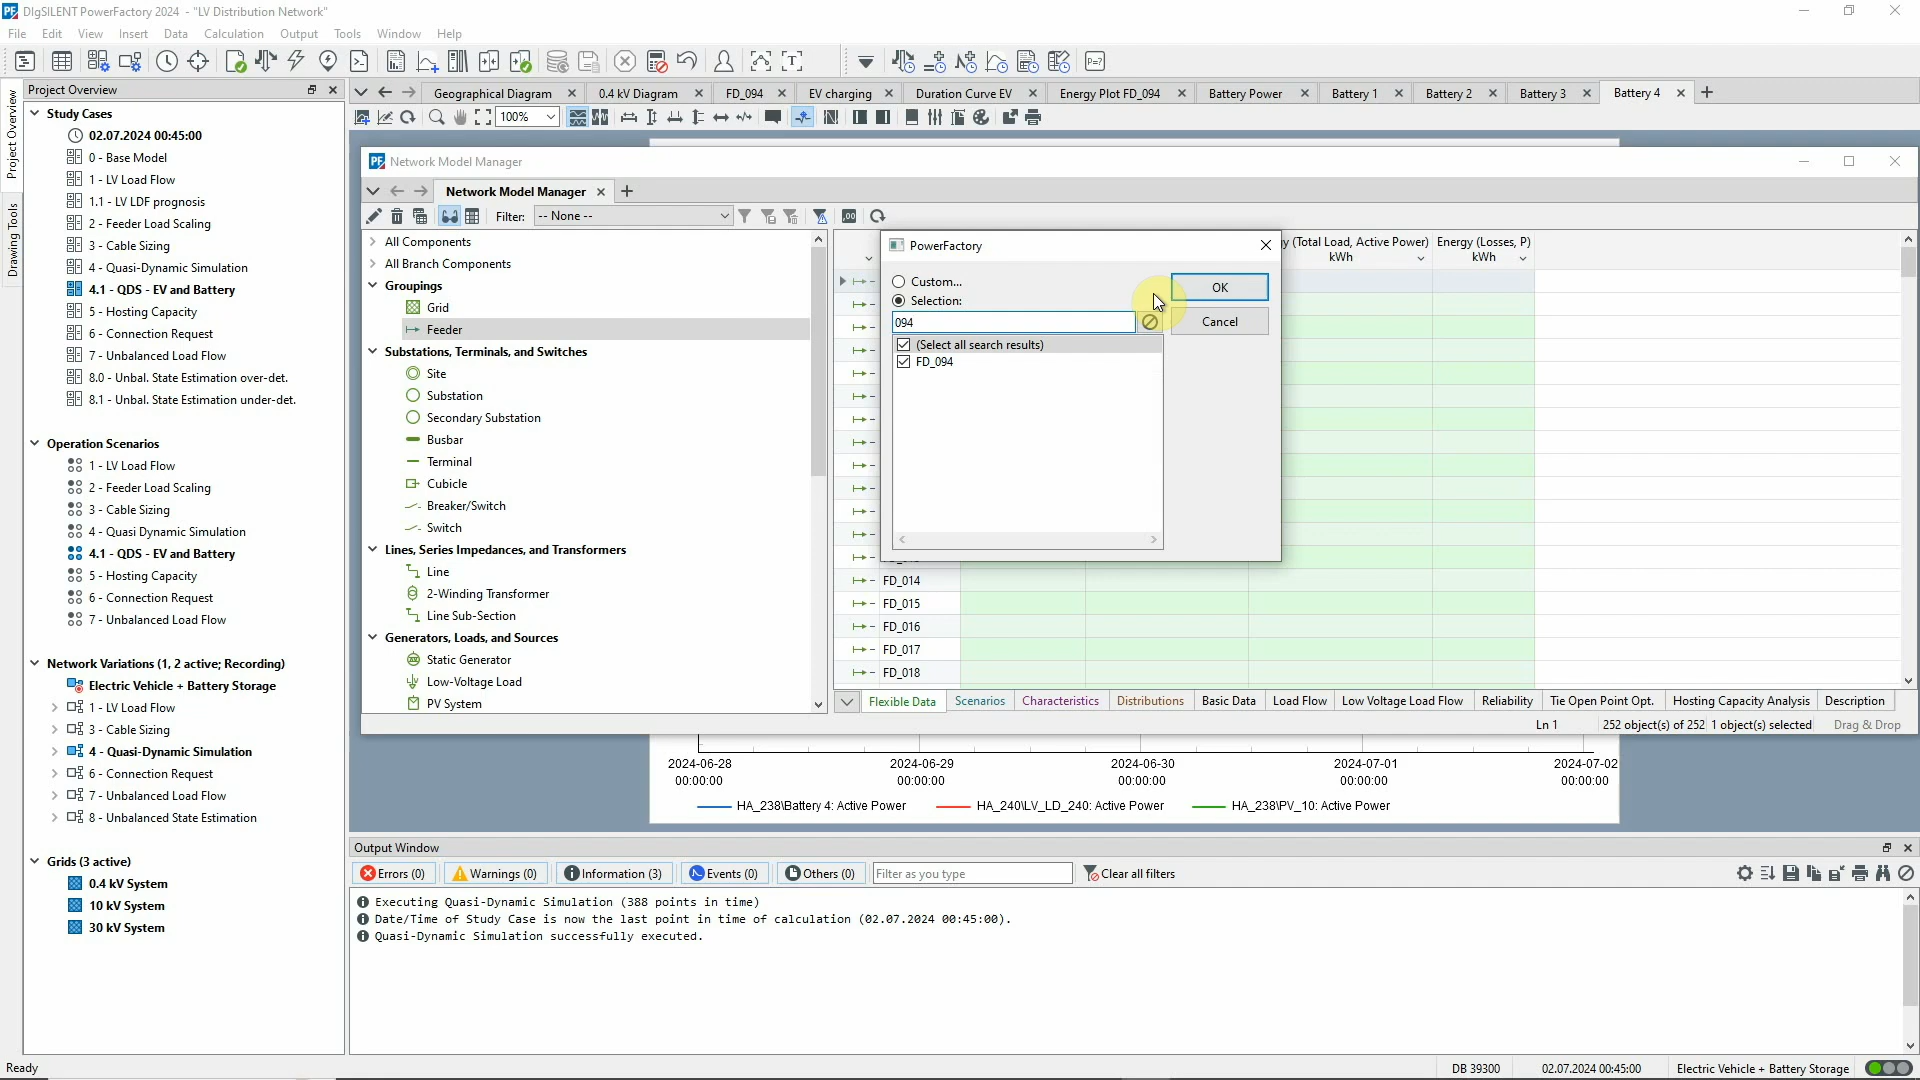 DIgSILENT PowerFactory 2024 - "LV Distribution Network"
File Edit View Insert Data Calculation Output Tools Window Help
Project Overview
Drawing Tools
Project Overview
Study Cases
02.07.2024 00:45:00
0 - Base Model
1 - LV Load Flow
1.1 - LV LDF prognosis
2 - Feeder Load Scaling
3 - Cable Sizing
4 - Quasi-Dynamic Simulation
4.1 - QDS - EV and Battery
5 - Hosting Capacity
6 - Connection Request
7 - Unbalanced Load Flow
8.0 - Unbal. State Estimation over-det.
8.1 - Unbal. State Estimation under-det.
Operation Scenarios
1 - LV Load Flow
2 - Feeder Load Scaling
3 - Cable Sizing
4 - Quasi Dynamic Simulation
4.1 - QDS - EV and Battery
5 - Hosting Capacity
6 - Connection Request
7 - Unbalanced Load Flow
Network Variations (1, 2 active; Recording)
Electric Vehicle + Battery Storage
1 - LV Load Flow
3 - Cable Sizing
4 - Quasi-Dynamic Simulation
6 - Connection Request
7 - Unbalanced Load Flow
8 - Unbalanced State Estimation
Grids (3 active)
0.4 kV System
10 kV System
30 kV System
Geographical Diagram 0.4 kV Diagram FD_094 EV charging Duration Curve EV Energy Plot FD_094 Battery Power Battery 1 Battery 2 Battery 3 Battery 4
100%
PF Network Model Manager
Network Model Manager
Filter: -- None --
All Components
All Branch Components
Groupings
Grid
Feeder
Substations, Terminals, and Switches
Site
Substation
Secondary Substation
Busbar
Terminal
Cubicle
Breaker/Switch
Switch
Lines, Series Impedances, and Transformers
Line
2-Winding Transformer
Line Sub-Section
Generators, Loads, and Sources
Static Generator
Low-Voltage Load
PV System
y (Total Load, Active Power) Energy (Losses, P)
kWh kWh
PowerFactory
Custom...
Selection:
094
(Select all search results)
FD_094
OK
Cancel
FD_014
FD_015
FD_016
FD_017
FD_018
Flexible Data Scenarios Characteristics Distributions Basic Data Load Flow Low Voltage Load Flow Reliability Tie Open Point Opt. Hosting Capacity Analysis Description
Ln 1 252 object(s) of 252 1 object(s) selected Drag & Drop
2024-06-28 2024-06-29 2024-06-30 2024-07-01 2024-07-02
00:00:00 00:00:00 00:00:00 00:00:00 00:00:00
HA_238\Battery 4: Active Power HA_240\LV_LD_240: Active Power HA_238\PV_10: Active Power
Output Window
Errors (0) Warnings (0) Information (3) Events (0) Others (0) Filter as you type Clear all filters
Executing Quasi-Dynamic Simulation (388 points in time)
Date/Time of Study Case is now the last point in time of calculation (02.07.2024 00:45:00).
Quasi-Dynamic Simulation successfully executed.
Ready DB 39300 02.07.2024 00:45:00 Electric Vehicle + Battery Storage